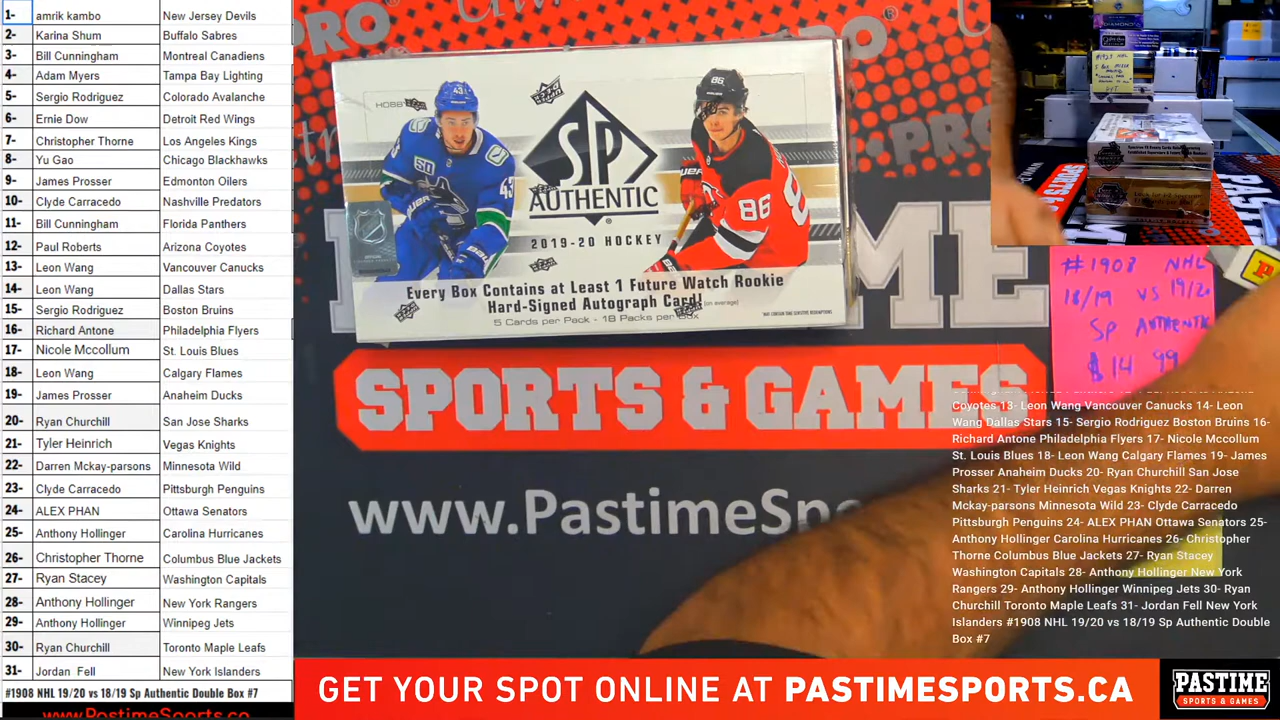 1- amrik kambo New Jersey Devils
2- Karina Shum Buffalo Sabres
3- Bill Cunningham Montreal Canadiens
4- Adam Myers Tampa Bay Lighting
5- Sergio Rodriguez Colorado Avalanche
6- Ernie Dow Detroit Red Wings
7- Christopher Thorne Los Angeles Kings
8- Yu Gao Chicago Blackhawks
9- James Prosser Edmonton Oilers
10- Clyde Carracedo Nashville Predators
11- Bill Cunningham Florida Panthers
12- Paul Roberts Arizona Coyotes
13- Leon Wang Vancouver Canucks
14- Leon Wang Dallas Stars
15- Sergio Rodriguez Boston Bruins
16- Richard Antone Philadelphia Flyers
17- Nicole Mccollum St. Louis Blues
18- Leon Wang Calgary Flames
19- James Prosser Anaheim Ducks
20- Ryan Churchill San Jose Sharks
21- Tyler Heinrich Vegas Knights
22- Darren Mckay-parsons Minnesota Wild
23- Clyde Carracedo Pittsburgh Penguins
24- ALEX PHAN Ottawa Senators
25- Anthony Hollinger Carolina Hurricanes
26- Christopher Thorne Columbus Blue Jackets
27- Ryan Stacey Washington Capitals
28- Anthony Hollinger New York Rangers
29- Anthony Hollinger Winnipeg Jets
30- Ryan Churchill Toronto Maple Leafs
31- Jordan Fell New York Islanders
#1908 NHL 19/20 vs 18/19 Sp Authentic Double Box #7
www.PastimeSports.ca
SP
AUTHENTIC
2019-20 HOCKEY
43
86
86
Every Box Contains at Least 1 Future Watch Rookie
Hard-Signed Autograph Card! (on average)
5 Cards per Pack - 18 Packs per Box
SPORTS & GAMES
www.PastimeSpo
#1908 NHL
18/19 VS 19/20
SP AUTHENTIC
$14 99
Coyotes 13- Leon Wang Vancouver Canucks 14- Leon
Wang Dallas Stars 15- Sergio Rodriguez Boston Bruins 16-
Richard Antone Philadelphia Flyers 17- Nicole Mccollum
St. Louis Blues 18- Leon Wang Calgary Flames 19- James
Prosser Anaheim Ducks 20- Ryan Churchill San Jose
Sharks 21- Tyler Heinrich Vegas Knights 22- Darren
Mckay-parsons Minnesota Wild 23- Clyde Carracedo
Pittsburgh Penguins 24- ALEX PHAN Ottawa Senators 25-
Anthony Hollinger Carolina Hurricanes 26- Christopher
Thorne Columbus Blue Jackets 27- Ryan Stacey
Washington Capitals 28- Anthony Hollinger New York
Rangers 29- Anthony Hollinger Winnipeg Jets 30- Ryan
Churchill Toronto Maple Leafs 31- Jordan Fell New York
Islanders #1908 NHL 19/20 vs 18/19 Sp Authentic Double
Box #7
GET YOUR SPOT ONLINE AT PASTIMESPORTS.CA
PASTIME
SPORTS & GAMES